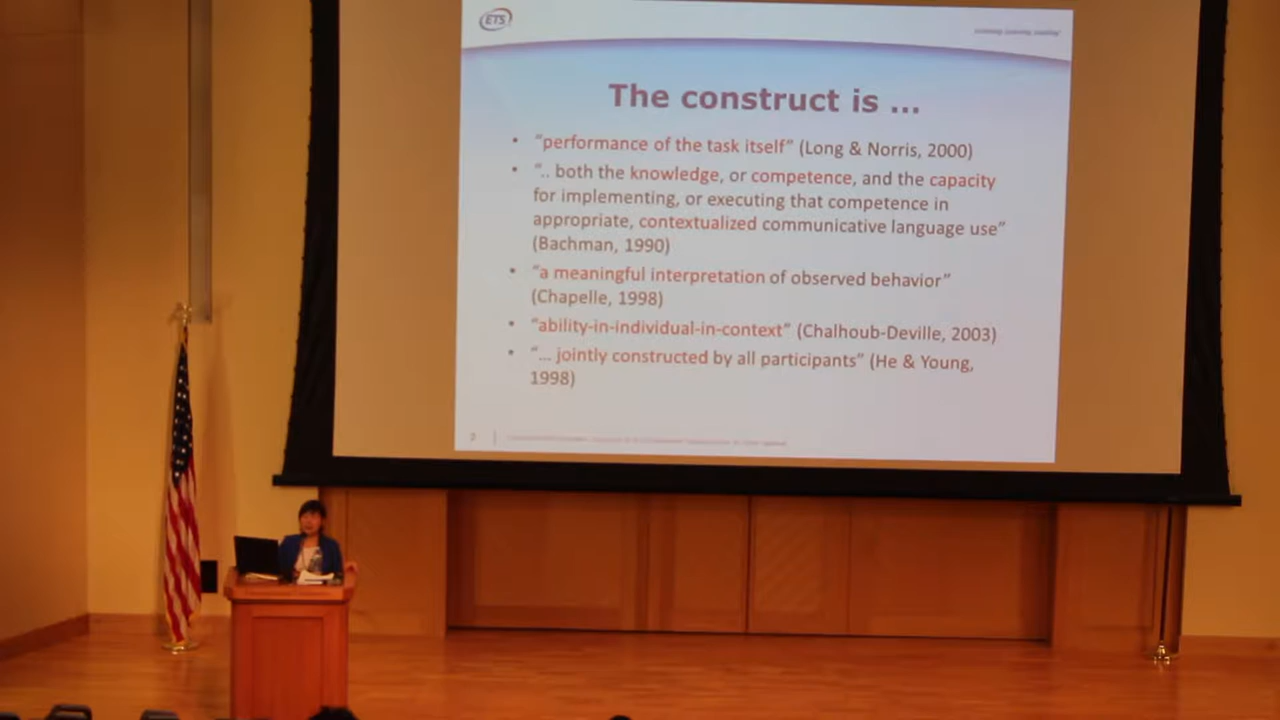 ETS
The construct is ...
• “performance of the task itself” (Long & Norris, 2000)
• “.. both the knowledge, or competence, and the capacity
for implementing, or executing that competence in
appropriate, contextualized communicative language use”
(Bachman, 1990)
• “a meaningful interpretation of observed behavior”
(Chapelle, 1998)
• “ability-in-individual-in-context” (Chalhoub-Deville, 2003)
• “... jointly constructed by all participants” (He & Young,
1998)